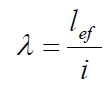 λ = l_ef / i